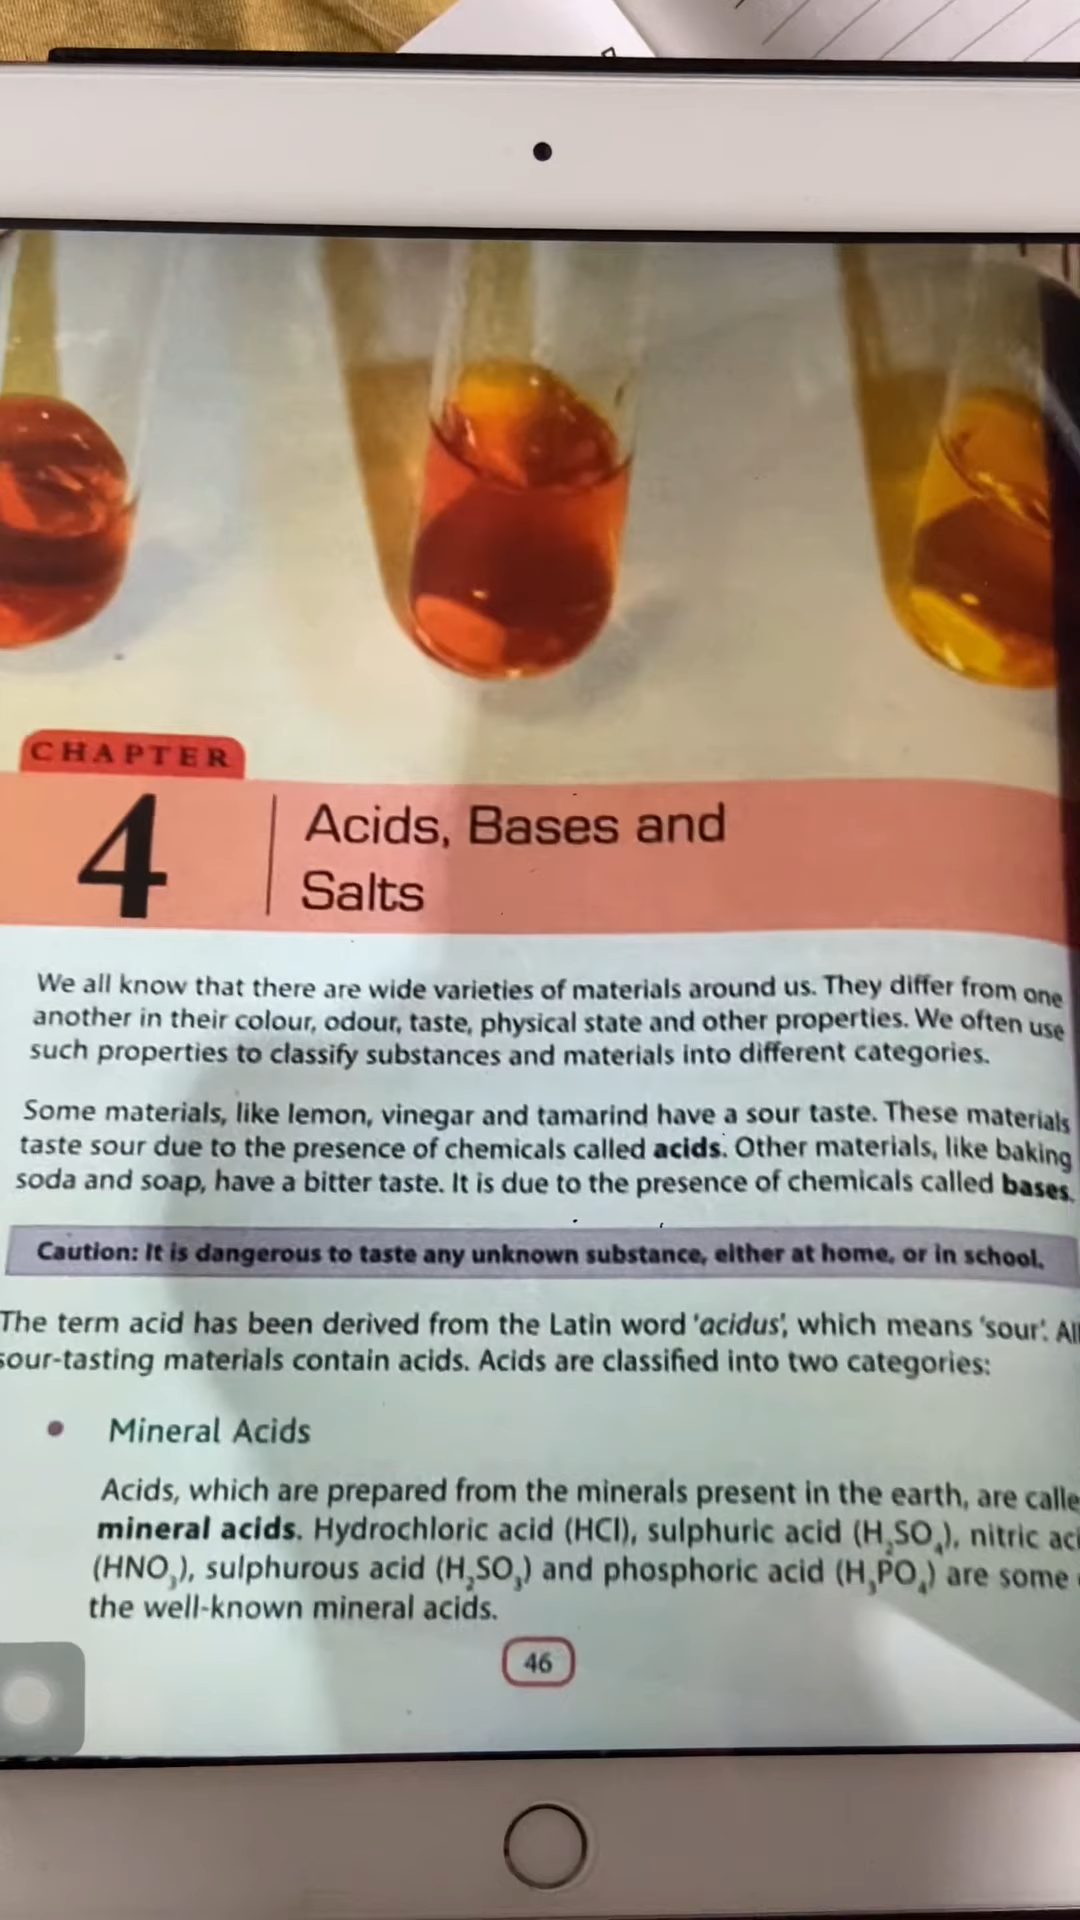 CHAPTER
4
Acids, Bases and
Salts
We all know that there are wide varieties of materials around us. They differ from one
another in their colour, odour, taste, physical state and other properties. We often use
such properties to classify substances and materials into different categories.
Some materials, like lemon, vinegar and tamarind have a sour taste. These materials
taste sour due to the presence of chemicals called acids. Other materials, like baking
soda and soap, have a bitter taste. It is due to the presence of chemicals called bases.
Caution: It is dangerous to taste any unknown substance, either at home, or in school.
The term acid has been derived from the Latin word 'acidus', which means 'sour'. All
sour-tasting materials contain acids. Acids are classified into two categories:
• Mineral Acids
Acids, which are prepared from the minerals present in the earth, are calle
mineral acids. Hydrochloric acid (HCl), sulphuric acid (H₂SO₄), nitric aci
(HNO₃), sulphurous acid (H₂SO₃) and phosphoric acid (H₃PO₄) are some
the well-known mineral acids.
46